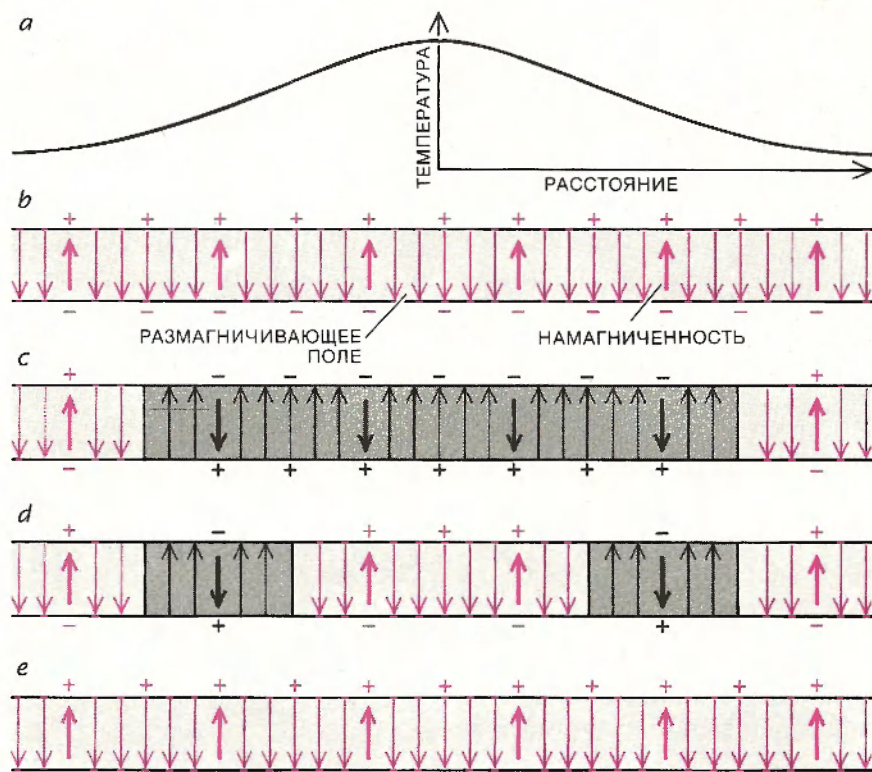 a
ТЕМПЕРАТУРА
РАССТОЯНИЕ
b
+ + + + + + + + + + +
− − − − − − − − − − −
РАЗМАГНИЧИВАЮЩЕЕ
ПОЛЕ
НАМАГНИЧЕННОСТЬ
c
+ − − − − − − − +
− + + + + + + + −
d
+ − + + + − +
− + − − + −
e
+ + + + + + + + + + +